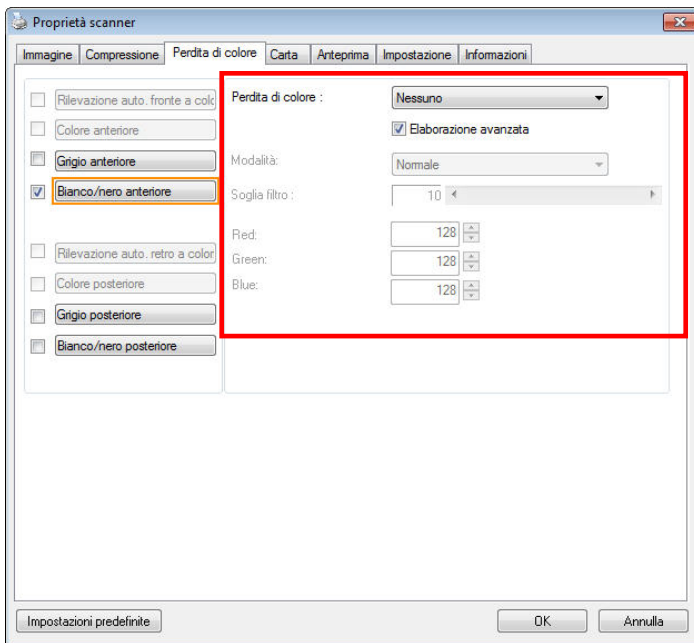 Proprietà scanner
Immagine Compressione Perdita di colore Carta Anteprima Impostazione Informazioni
Rilevazione auto. fronte a colo
Colore anteriore
Grigio anteriore
Bianco/nero anteriore
Rilevazione auto. retro a color
Colore posteriore
Grigio posteriore
Bianco/nero posteriore
Perdita di colore : Nessuno
Elaborazione avanzata
Modalità: Normale
Soglia filtro : 10
Red: 128
Green: 128
Blue: 128
Impostazioni predefinite OK Annulla